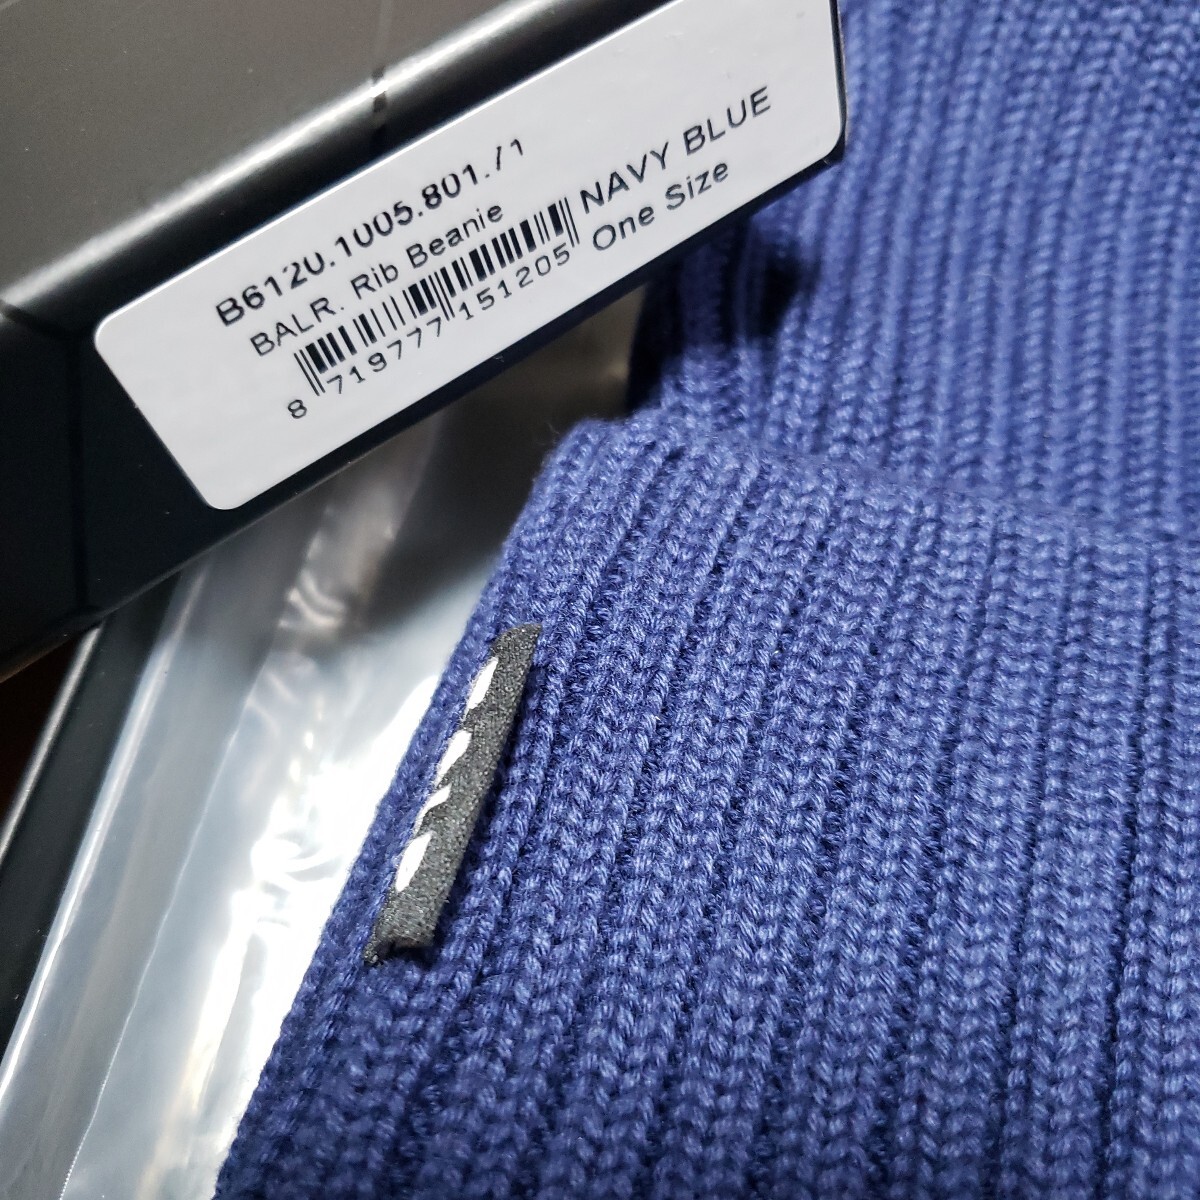 B6120.1005.801./1
BALR. Rib Beanie
NAVY BLUE
One Size
8 719777 151205